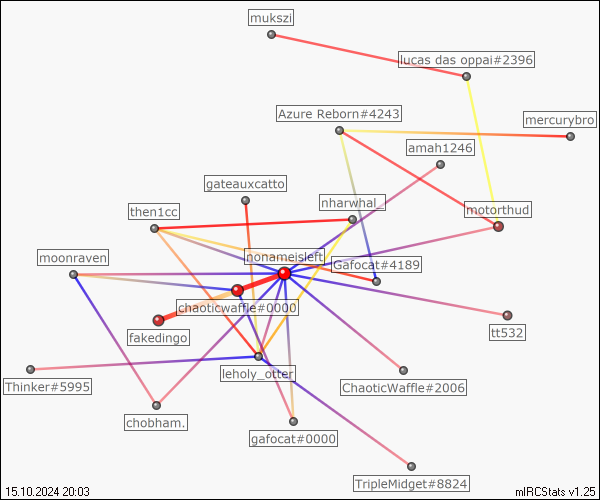 mukszi
lucas das oppai#2396
Azure Reborn#4243
mercurybro
amah1246
gateauxcatto
nharwhal_
then1cc
motorthud
nonameisleft
moonraven
Gafocat#4189
chaoticwaffle#0000
fakedingo
tt532
leholy_otter
Thinker#5995
ChaoticWaffle#2006
chobham.
gafocat#0000
TripleMidget#8824
15.10.2024 20:03
mIRCStats v1.25